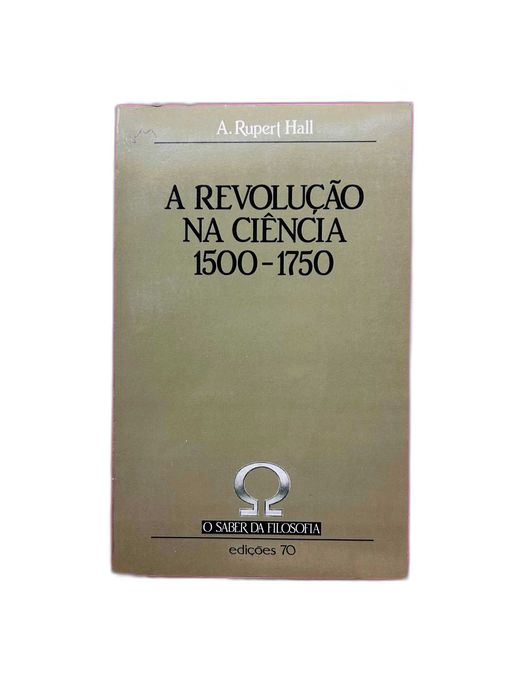 A. Rupert Hall
A REVOLUÇÃO
NA CIÊNCIA
1500-1750
O SABER DA FILOSOFIA
edições 70